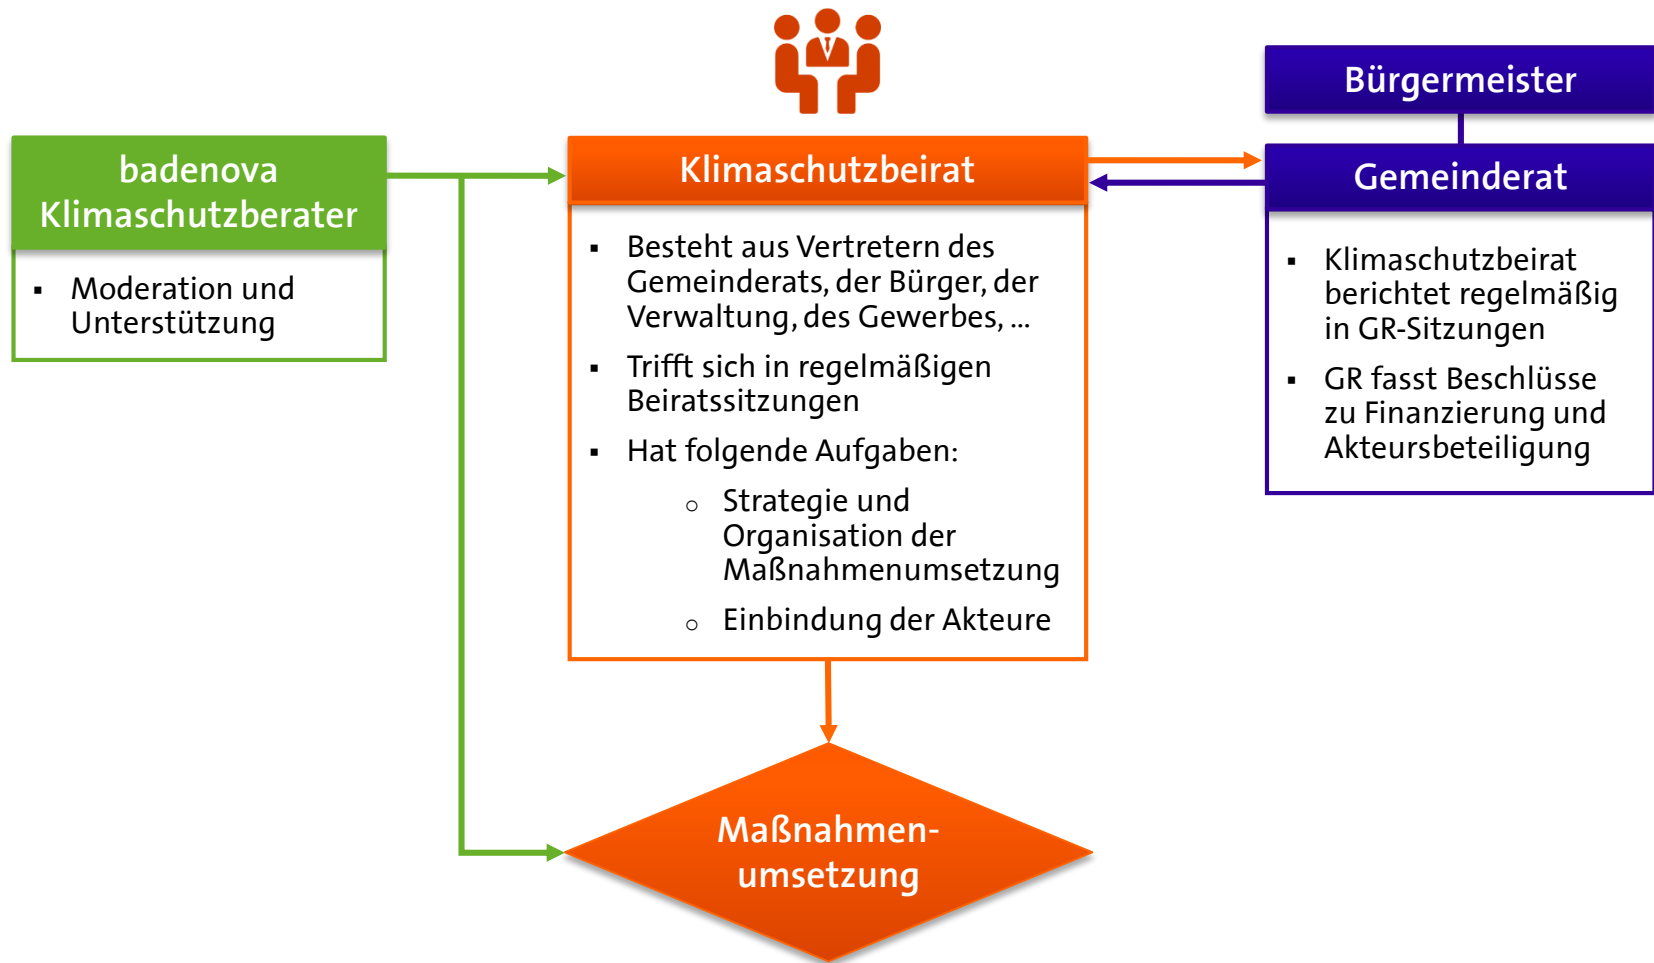 badenova
Klimaschutzberater
▪ Moderation und
Unterstützung
Klimaschutzbeirat
▪ Besteht aus Vertretern des
Gemeinderats, der Bürger, der
Verwaltung, des Gewerbes, ...
▪ Trifft sich in regelmäßigen
Beiratssitzungen
▪ Hat folgende Aufgaben:
o Strategie und
Organisation der
Maßnahmenumsetzung
o Einbindung der Akteure
Bürgermeister
Gemeinderat
▪ Klimaschutzbeirat
berichtet regelmäßig
in GR-Sitzungen
▪ GR fasst Beschlüsse
zu Finanzierung und
Akteursbeteiligung
Maßnahmen-
umsetzung